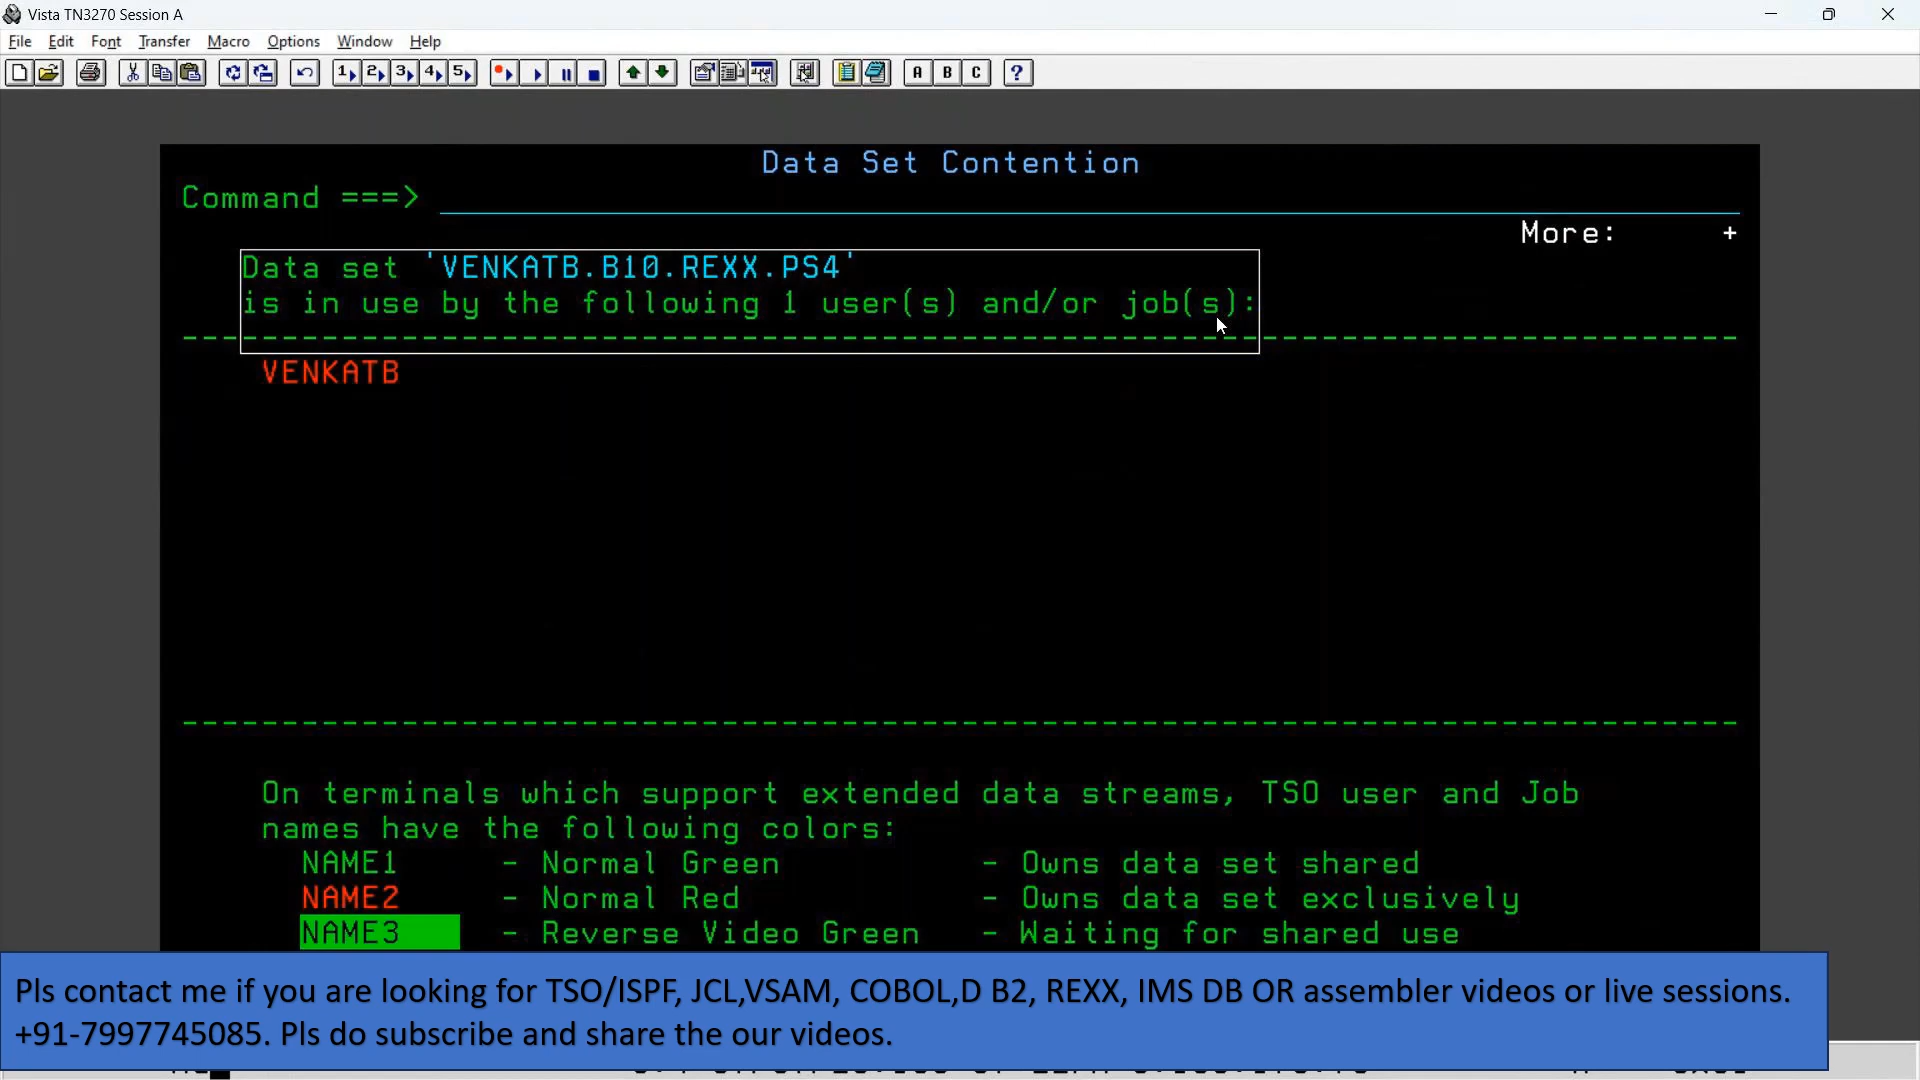 Vista TN3270 Session A
File Edit Font Transfer Macro Options Window Help
1 2 3 4 5 A B C ?
Data Set Contention
Command ===>
More: +
Data set 'VENKATB.B10.REXX.PS4'
is in use by the following 1 user(s) and/or job(s):
VENKATB
On terminals which support extended data streams, TSO user and Job
names have the following colors:
NAME1 - Normal Green - Owns data set shared
NAME2 - Normal Red - Owns data set exclusively
NAME3 - Reverse Video Green - Waiting for shared use
Pls contact me if you are looking for TSO/ISPF, JCL,VSAM, COBOL,D B2, REXX, IMS DB OR assembler videos or live sessions.
+91-7997745085. Pls do subscribe and share the our videos.